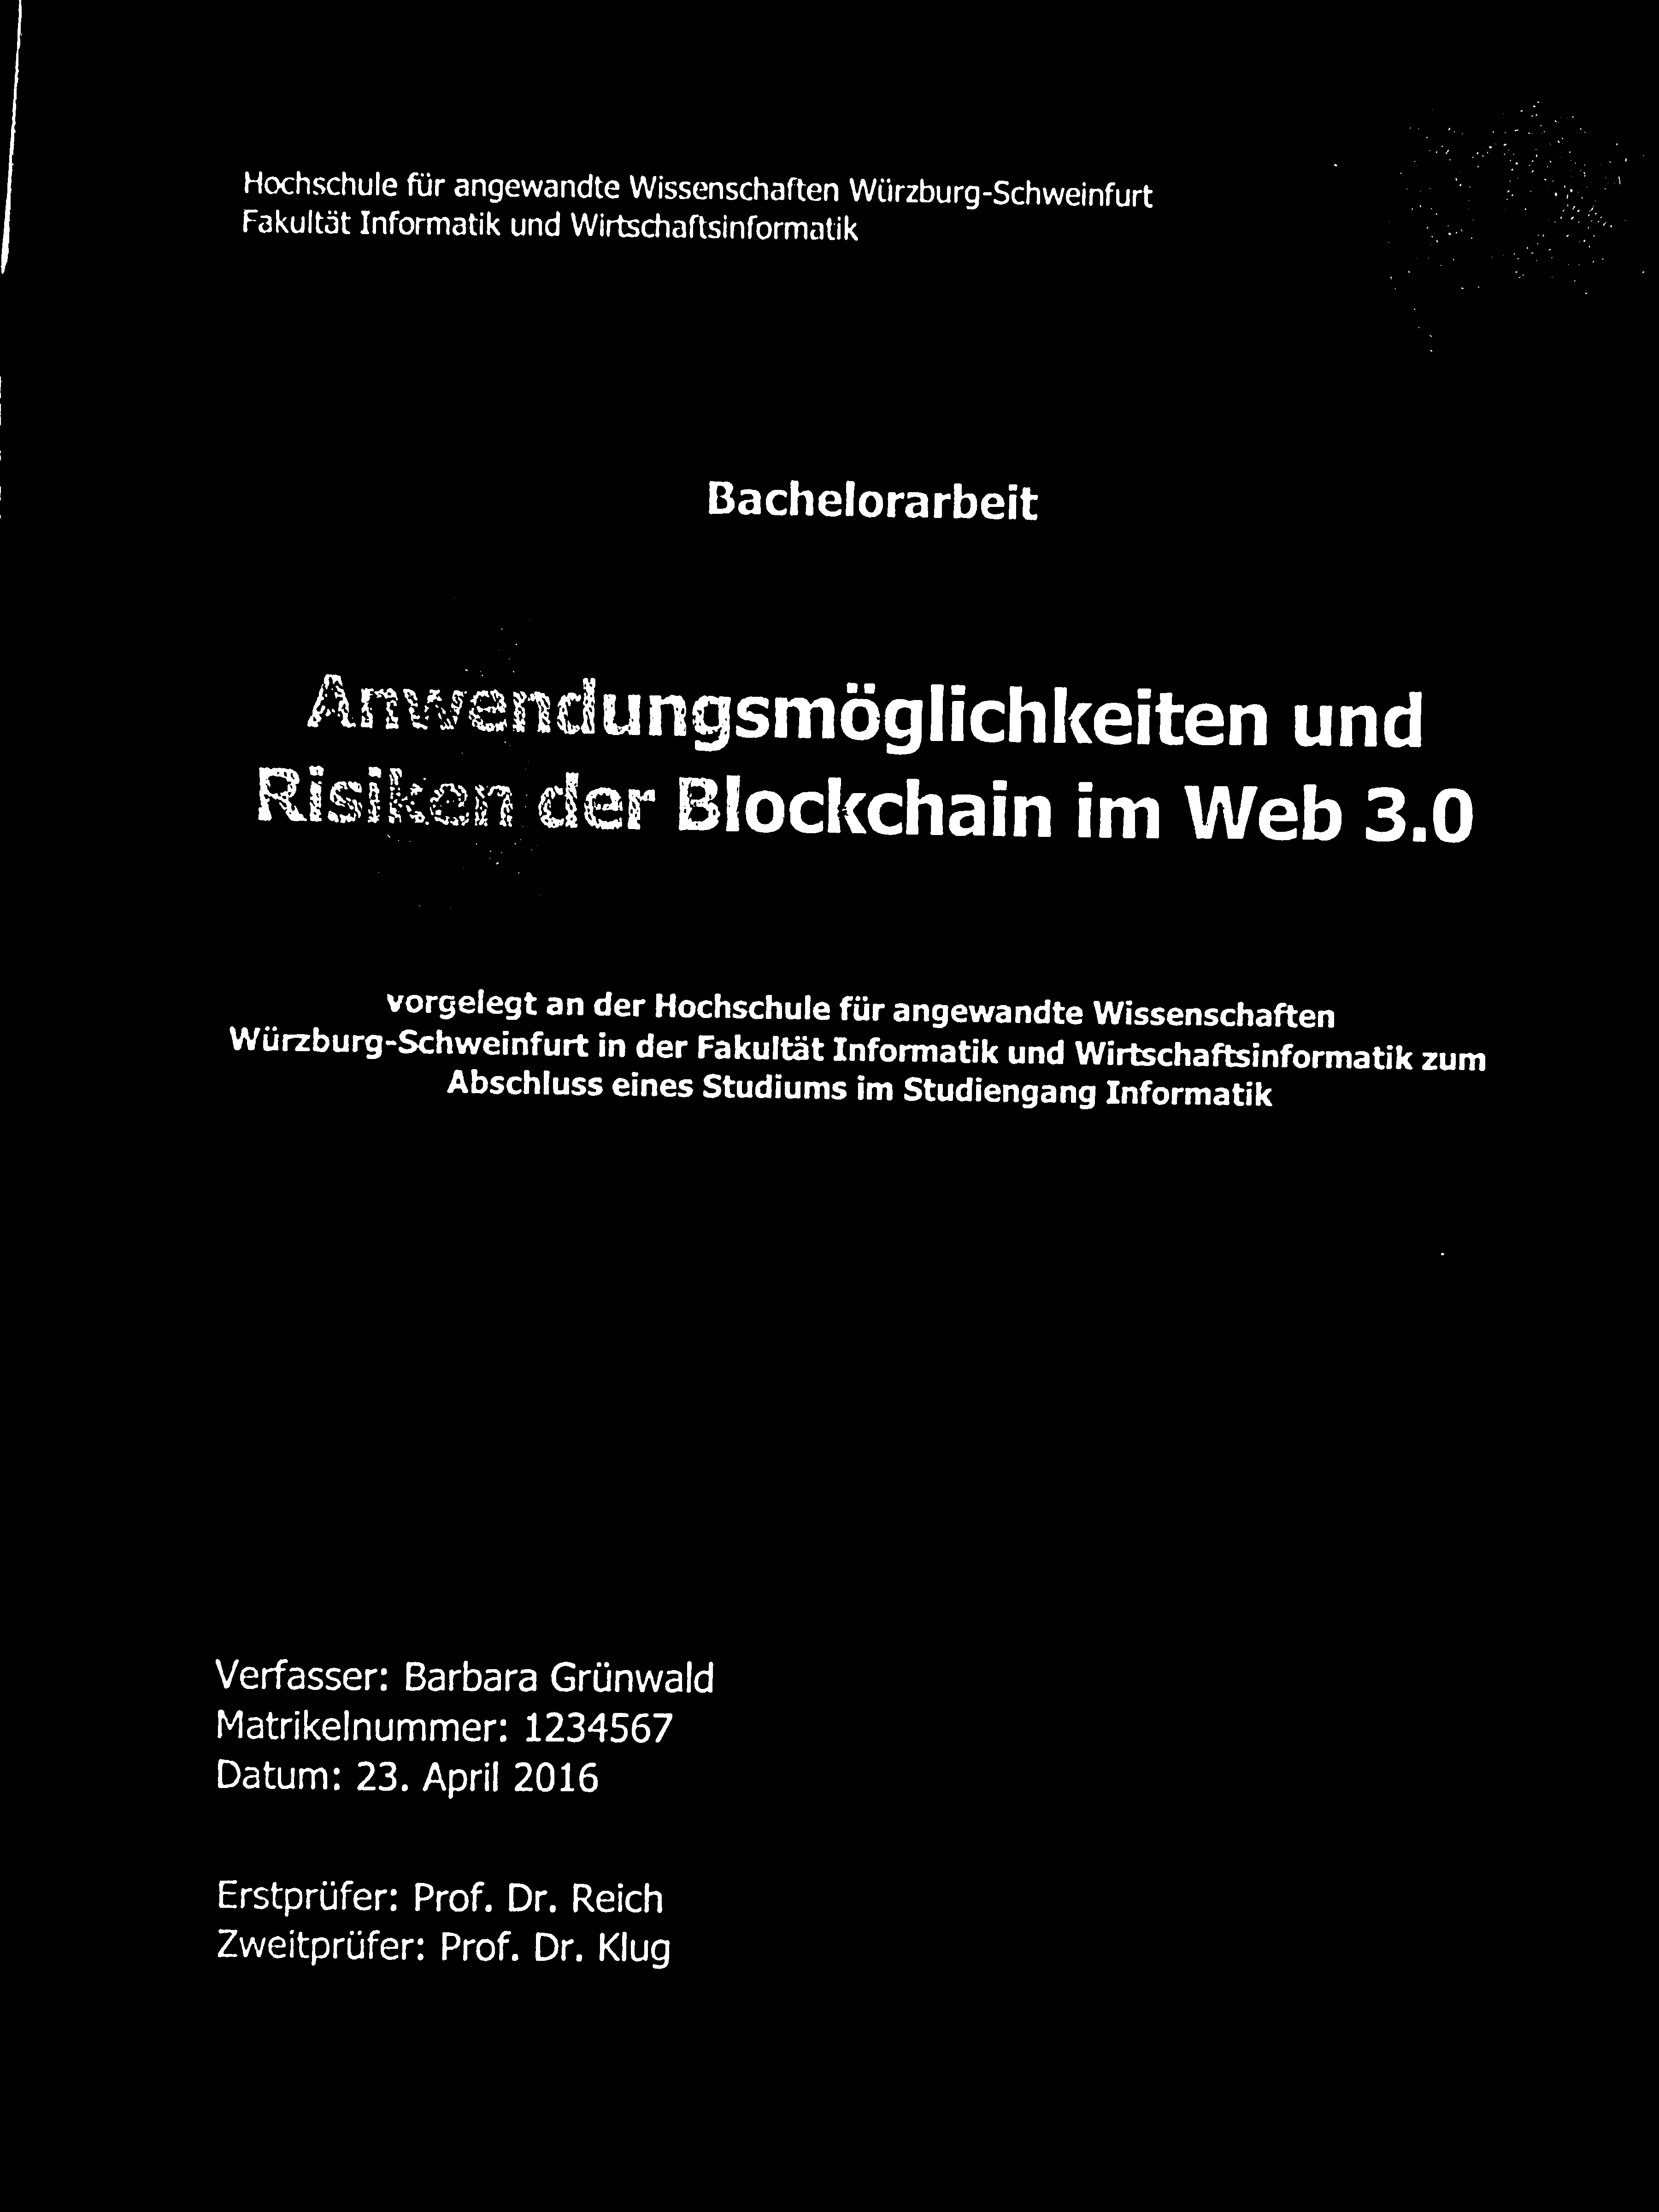 Hochschule für angewandte Wissenschaften Würzburg-Schweinfurt
Fakultät Informatik und Wirtschaftsinformatik
Bachelorarbeit
Anwendungsmöglichkeiten und
Risiken der Blockchain im Web 3.0
vorgelegt an der Hochschule für angewandte Wissenschaften
Würzburg-Schweinfurt in der Fakultät Informatik und Wirtschaftsinformatik zum
Abschluss eines Studiums im Studiengang Informatik
Verfasser: Barbara Grünwald
Matrikelnummer: 1234567
Datum: 23. April 2016
Erstprüfer: Prof. Dr. Reich
Zweitprüfer: Prof. Dr. Klug